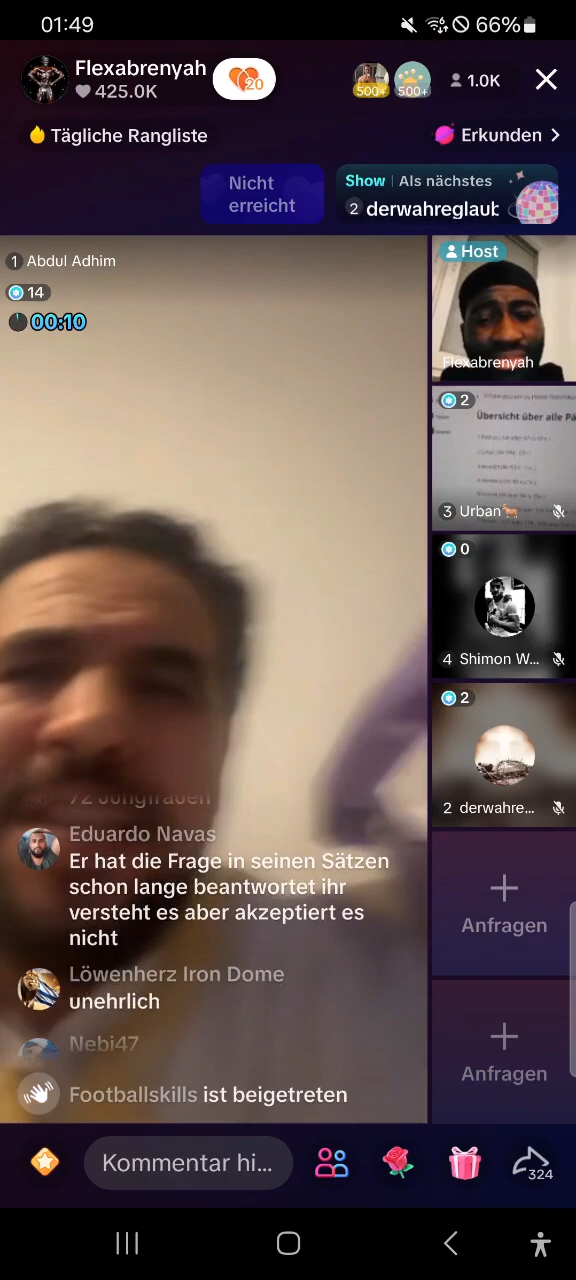 01:49
66%
Flexabrenyah
425.0K
20
500+
500+
1.0K
Tägliche Rangliste
Erkunden
Nicht
erreicht
Show | Als nächstes
2 derwahreglaub
1 Abdul Adhim
14
00:10
Host
Flexabrenyah
2
Übersicht über alle Pä
3 Urban
0
4 Shimon W...
2
2 derwahre...
Anfragen
Anfragen
72 Jungfrauen
Eduardo Navas
Er hat die Frage in seinen Sätzen
schon lange beantwortet ihr
versteht es aber akzeptiert es
nicht
Löwenherz Iron Dome
unehrlich
Nebi47
Footballskills ist beigetreten
Kommentar hi...
324